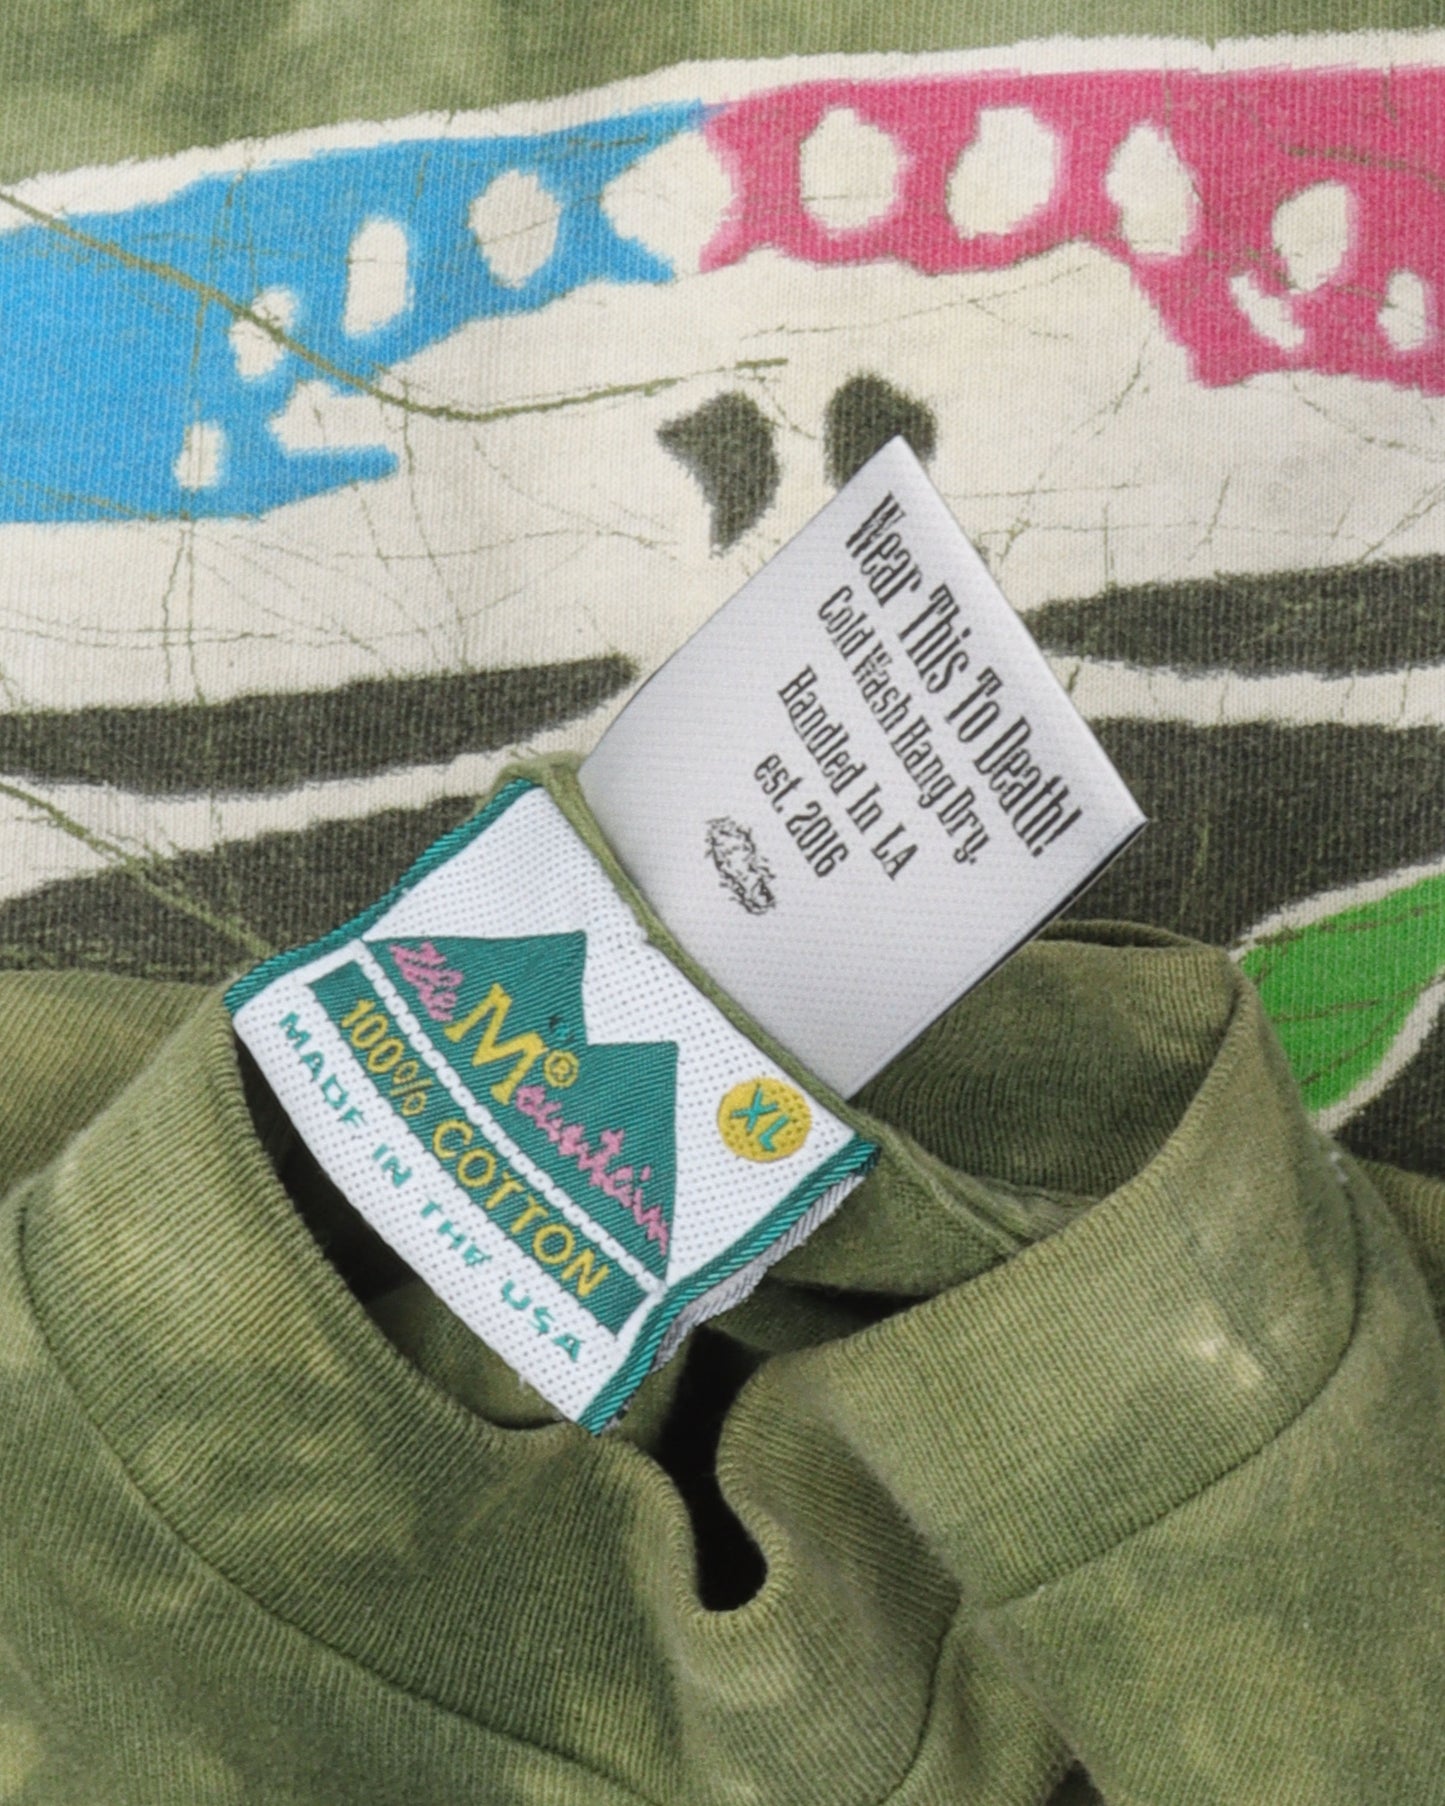 Wear This To Death!
Cold Wash Hang Dry.
Handled In LA
est. 2016
the Mountain®
XL
100% COTTON
MADE IN THE USA